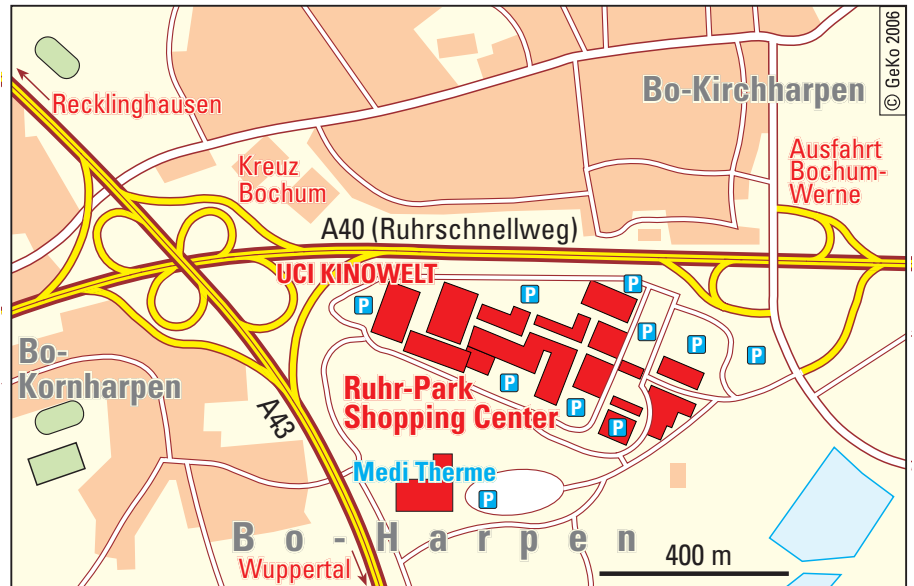 © GeKo 2006
Bo-Kirchharpen
Recklinghausen
Kreuz
Bochum
Ausfahrt
Bochum-
Werne
A40 (Ruhrschnellweg)
UCI KINOWELT
P
P
P
P
P
P
P
P
P
Bo-
Kornharpen
A43
Ruhr-Park
Shopping Center
Medi Therme
P
Bo-Harpen
Wuppertal
400 m